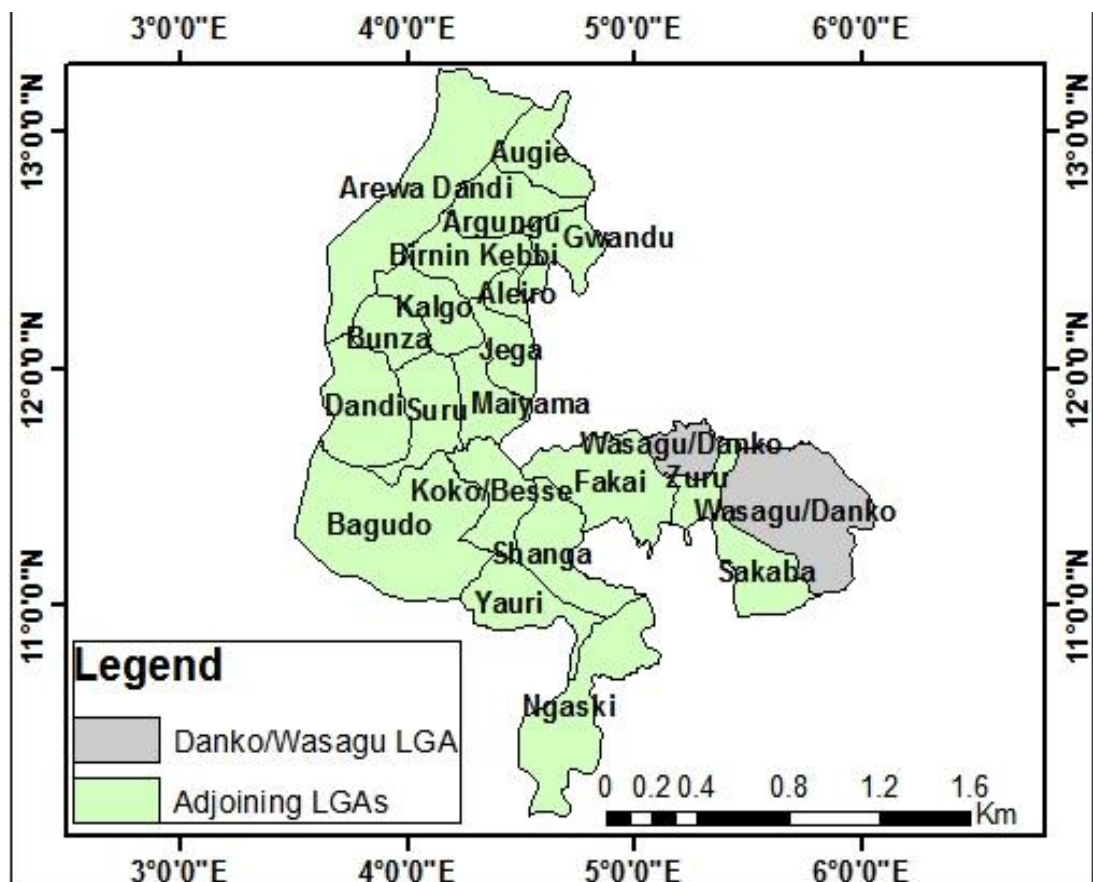 3°0'0"E 4°0'0"E 5°0'0"E 6°0'0"E
13°0'0"N
13°0'0"N
Augie
Arewa Dandi
Argungu
Gwandu
Birnin Kebbi
Aleiro
Kalgo
Bunza
Jega
12°0'0"N
12°0'0"N
Dandi
Suru
Maiyama
Wasagu/Danko
Zuru
Fakai
Koko/Besse
Wasagu/Danko
Bagudo
Shanga
Sakaba
Yauri
11°0'0"N
11°0'0"N
Ngaski
Legend
Danko/Wasagu LGA
Adjoining LGAs
0 0.2 0.4 0.8 1.2 1.6
Km
3°0'0"E 4°0'0"E 5°0'0"E 6°0'0"E